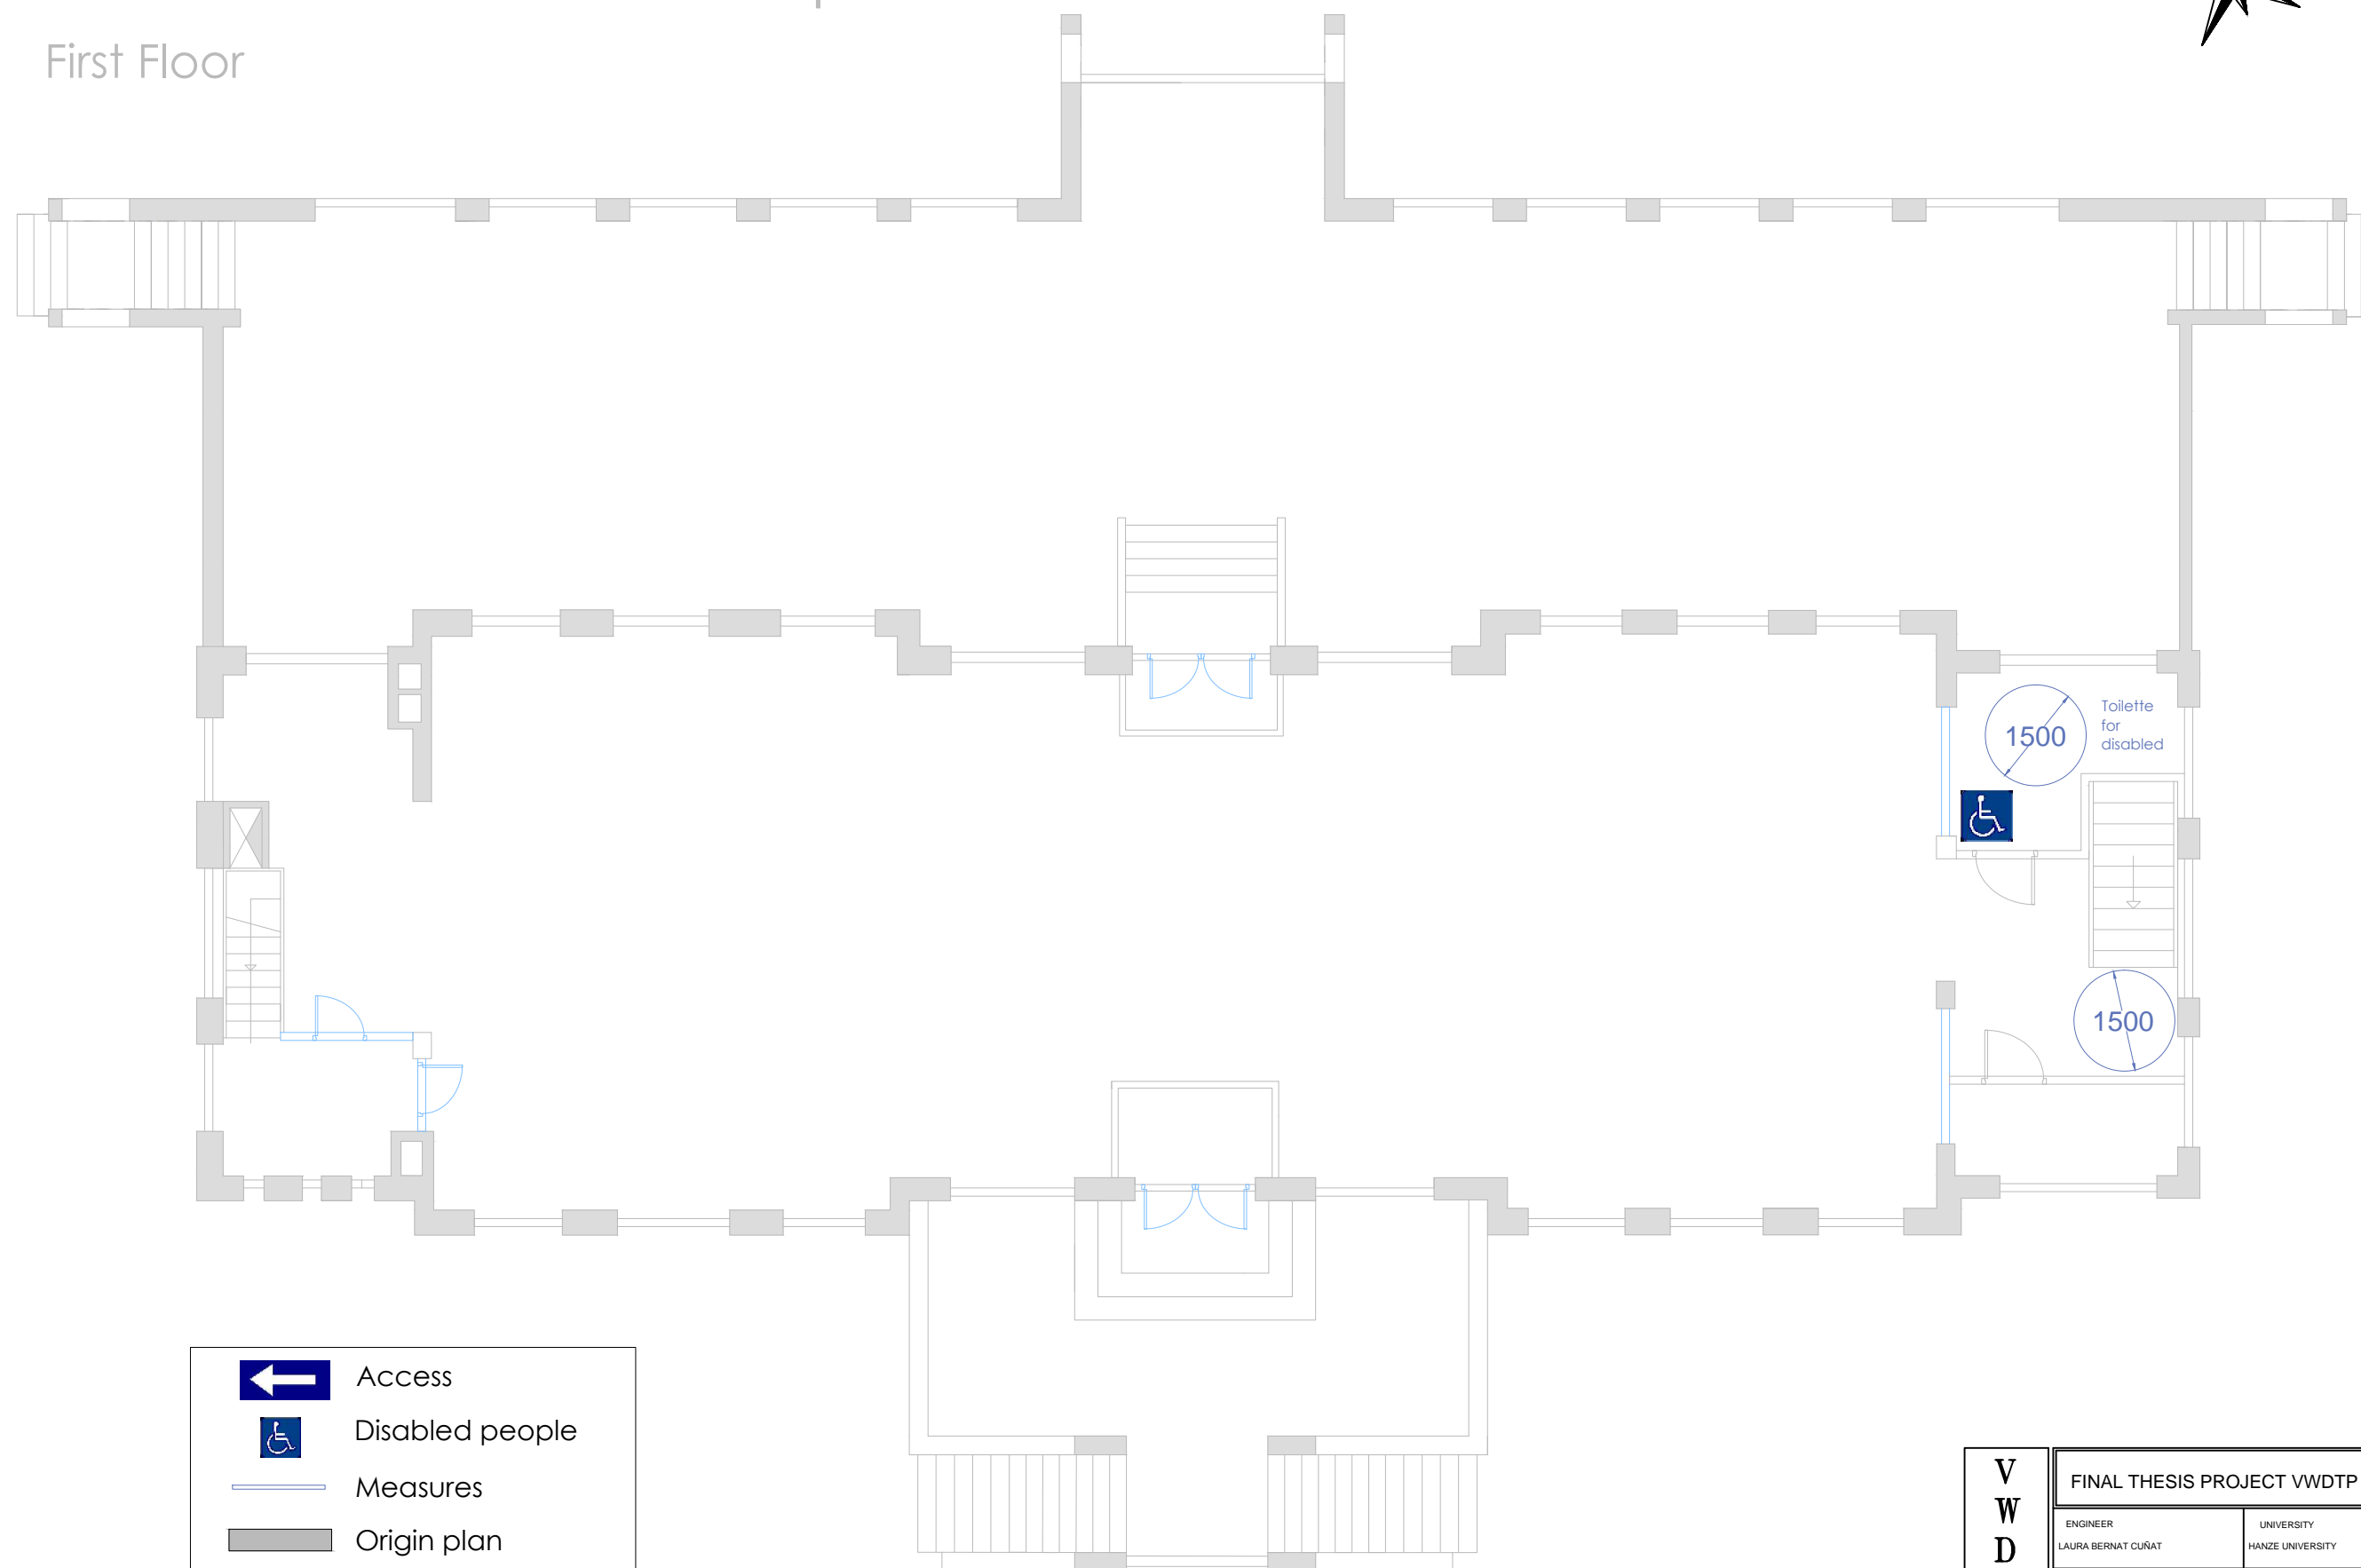 First Floor
Toilette
for
disabled
1500
1500
Access
Disabled people
Measures
Origin plan
V
W
D
FINAL THESIS PROJECT VWDTP
ENGINEER
LAURA BERNAT CUÑAT
UNIVERSITY
HANZE UNIVERSITY